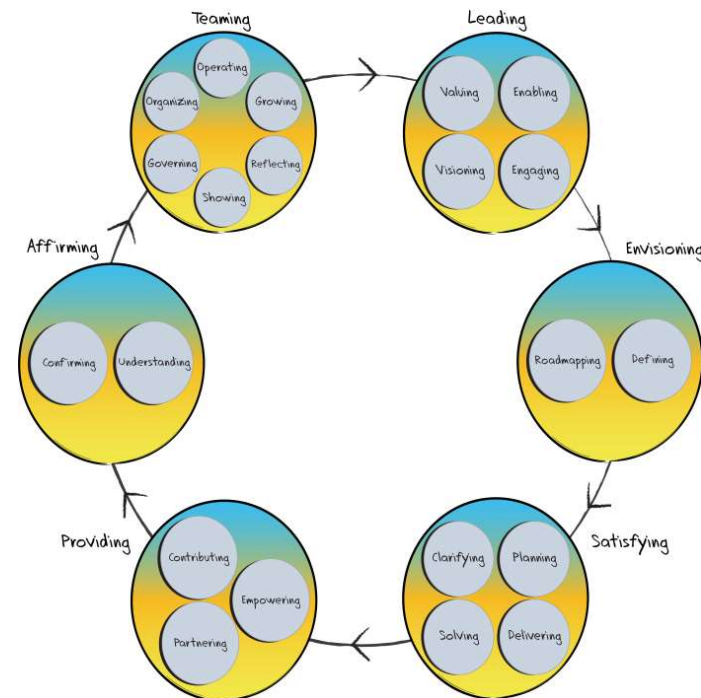 Teaming
Operating
Organizing
Growing
Governing
Reflecting
Showing
Leading
Valuing
Enabling
Visioning
Engaging
Envisioning
Roadmapping
Defining
Satisfying
Clarifying
Planning
Solving
Delivering
Providing
Contributing
Empowering
Partnering
Affirming
Confirming
Understanding